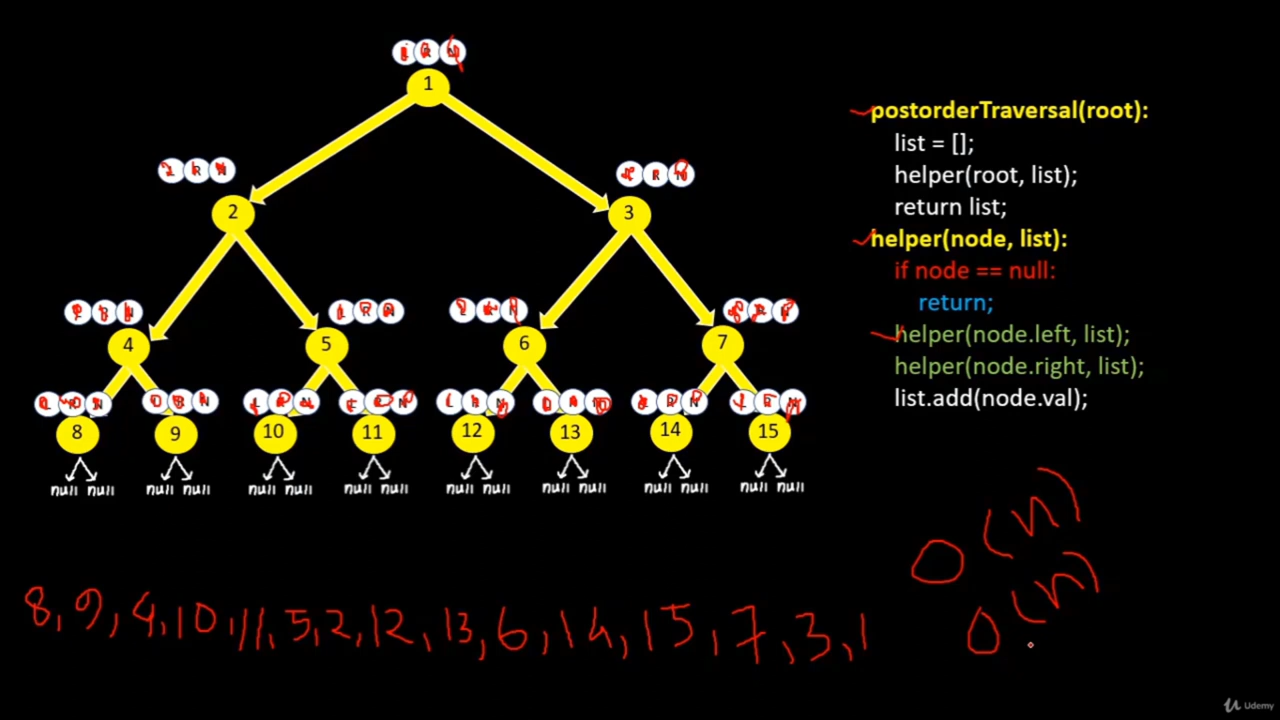 1
2 3
4 5 6 7
8 9 10 11 12 13 14 15
null null null null null null null null null null null null null null null null
postorderTraversal(root):
list = [];
helper(root, list);
return list;
helper(node, list):
if node == null:
return;
helper(node.left, list);
helper(node.right, list);
list.add(node.val);
O(n)
O(n)
8, 9, 4, 10, 11, 5, 2, 12, 13, 6, 14, 15, 7, 3, 1
Udemy